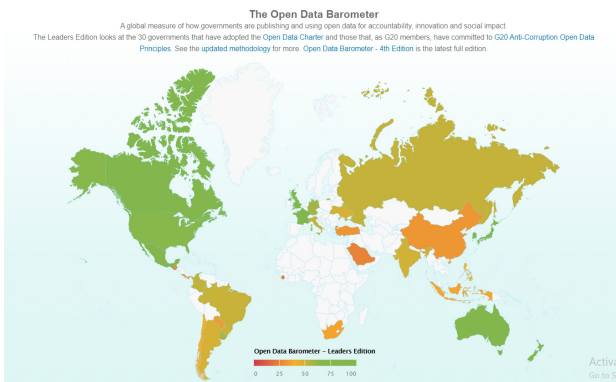 The Open Data Barometer
A global measure of how governments are publishing and using open data for accountability, innovation and social impact.
The Leaders Edition looks at the 30 governments that have adopted the Open Data Charter and those that, as G20 members, have committed to G20 Anti-Corruption Open Data
Principles. See the updated methodology for more. Open Data Barometer - 4th Edition is the latest full edition.
Open Data Barometer – Leaders Edition
0 25 50 75 100
Activa
Go to S